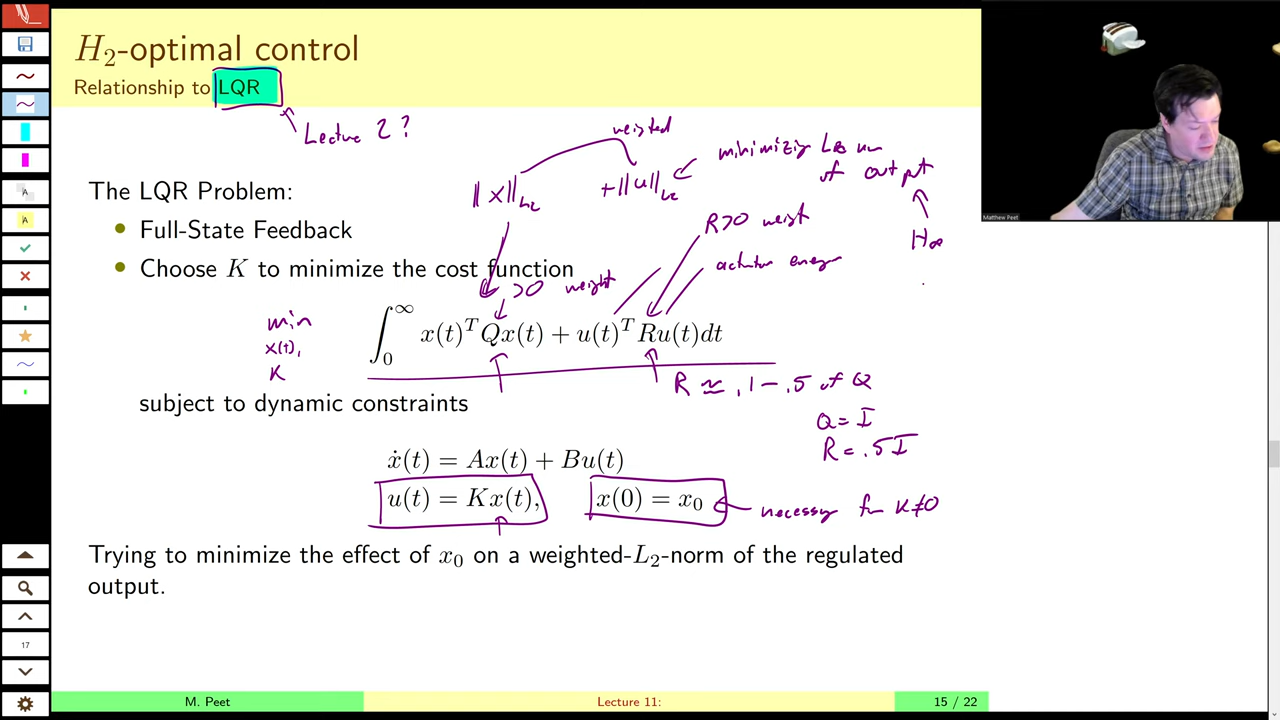 H₂-optimal control
Relationship to LQR
Lecture 2 ?
weighted
‖x‖_{L2} + ‖u‖_{L2}
minimizing L2 of output
H∞
The LQR Problem:
• Full-State Feedback
• Choose K to minimize the cost function
R>0 weight
actuator energy
>0 weight
min x(t), K
∫₀^∞ x(t)ᵀQx(t) + u(t)ᵀRu(t)dt
R ≃ .1 – .5 of Q
Q = I
R = .5 I
subject to dynamic constraints
ẋ(t) = Ax(t) + Bu(t)
u(t) = Kx(t), x(0) = x₀
necessary for K≠0
Trying to minimize the effect of x₀ on a weighted-L₂-norm of the regulated
output.
Matthew Peet
17
M. Peet
Lecture 11:
15 / 22